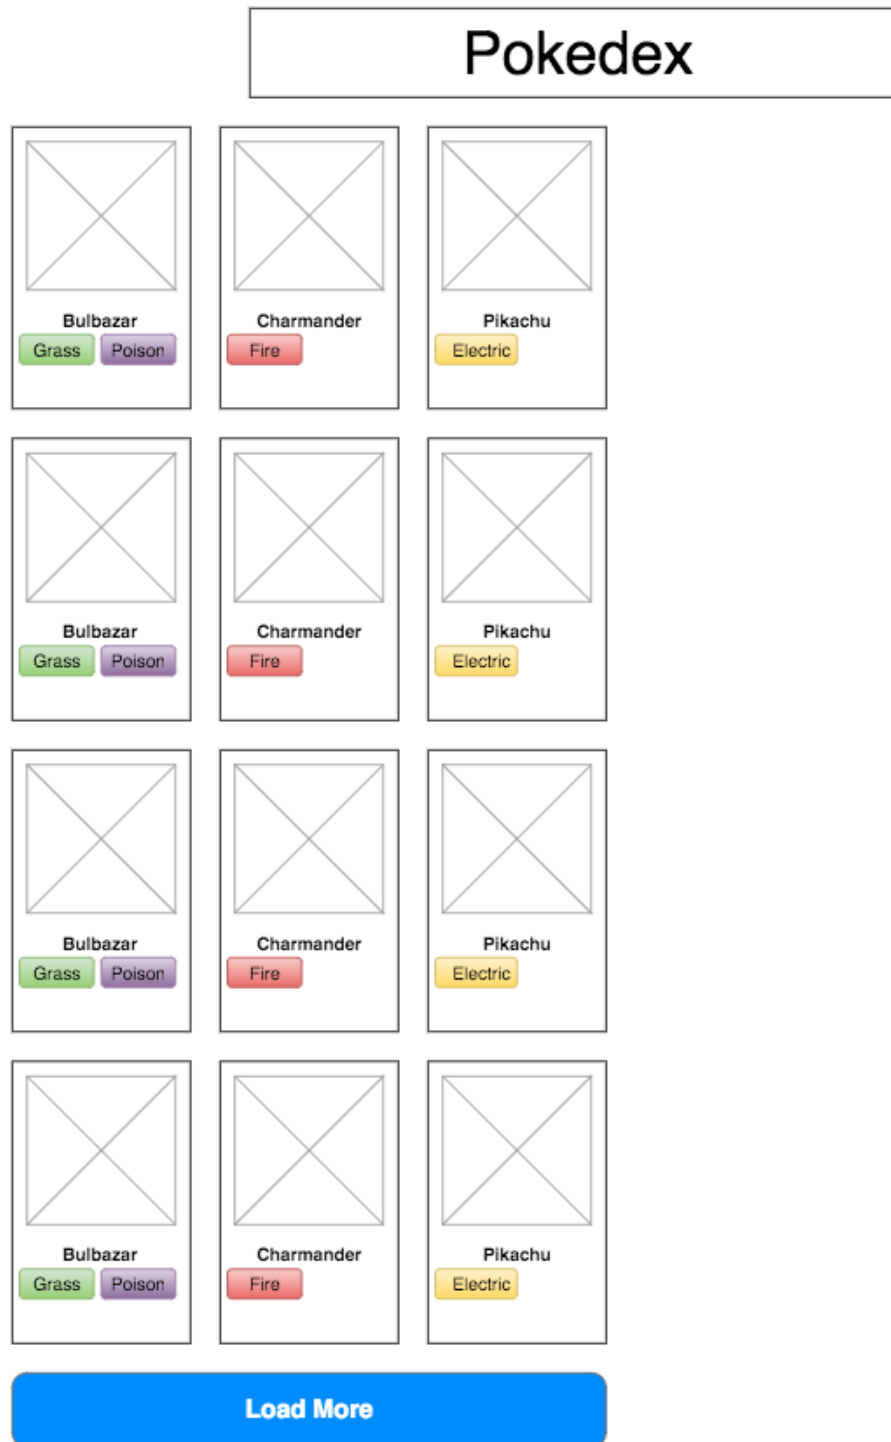 Pokedex
Bulbazar Charmander Pikachu
Grass Poison Fire Electric
Bulbazar Charmander Pikachu
Grass Poison Fire Electric
Bulbazar Charmander Pikachu
Grass Poison Fire Electric
Bulbazar Charmander Pikachu
Grass Poison Fire Electric
Load More